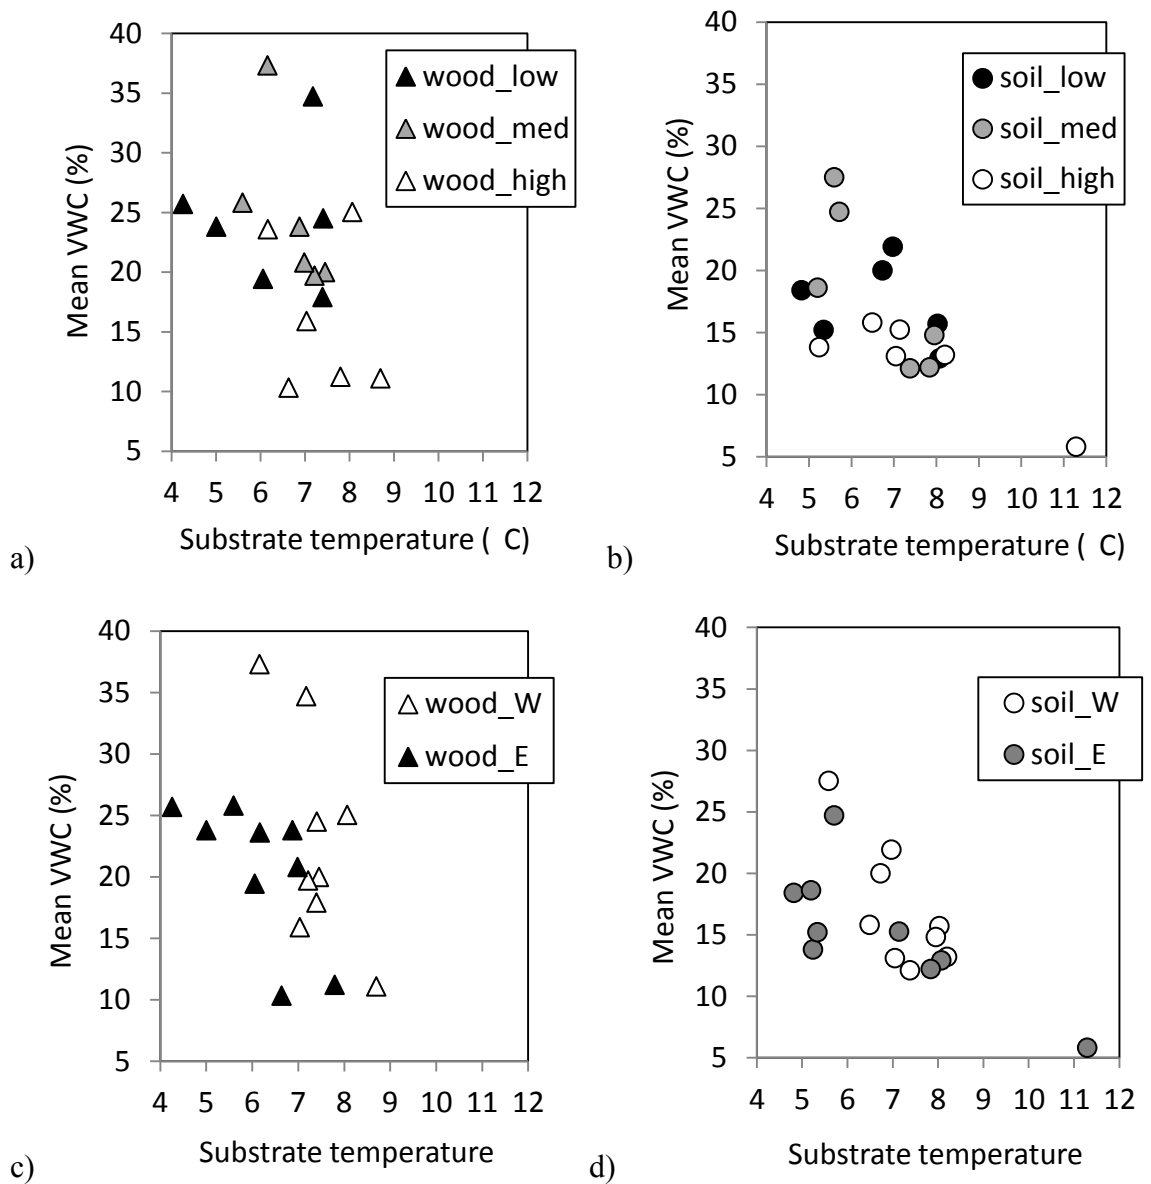 40
35
30
25
20
15
10
5
Mean VWC (%)
wood_low
wood_med
wood_high
4 5 6 7 8 9 10 11 12
Substrate temperature ( C)
a)
40
35
30
25
20
15
10
5
Mean VWC (%)
soil_low
soil_med
soil_high
4 5 6 7 8 9 10 11 12
Substrate temperature ( C)
b)
40
35
30
25
20
15
10
5
Mean VWC (%)
wood_W
wood_E
4 5 6 7 8 9 10 11 12
Substrate temperature
c)
40
35
30
25
20
15
10
5
Mean VWC (%)
soil_W
soil_E
4 5 6 7 8 9 10 11 12
Substrate temperature
d)